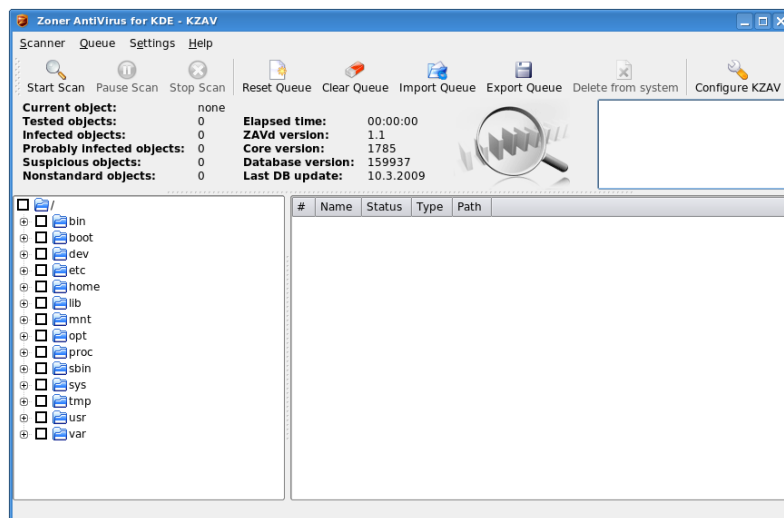 Zoner AntiVirus for KDE - KZAV
Scanner Queue Settings Help
Start Scan Pause Scan Stop Scan Reset Queue Clear Queue Import Queue Export Queue Delete from system Configure KZAV
Current object: none
Tested objects: 0 Elapsed time: 00:00:00
Infected objects: 0 ZAVd version: 1.1
Probably infected objects: 0 Core version: 1785
Suspicious objects: 0 Database version: 159937
Nonstandard objects: 0 Last DB update: 10.3.2009
/
# Name Status Type Path
bin
boot
dev
etc
home
lib
mnt
opt
proc
sbin
sys
tmp
usr
var